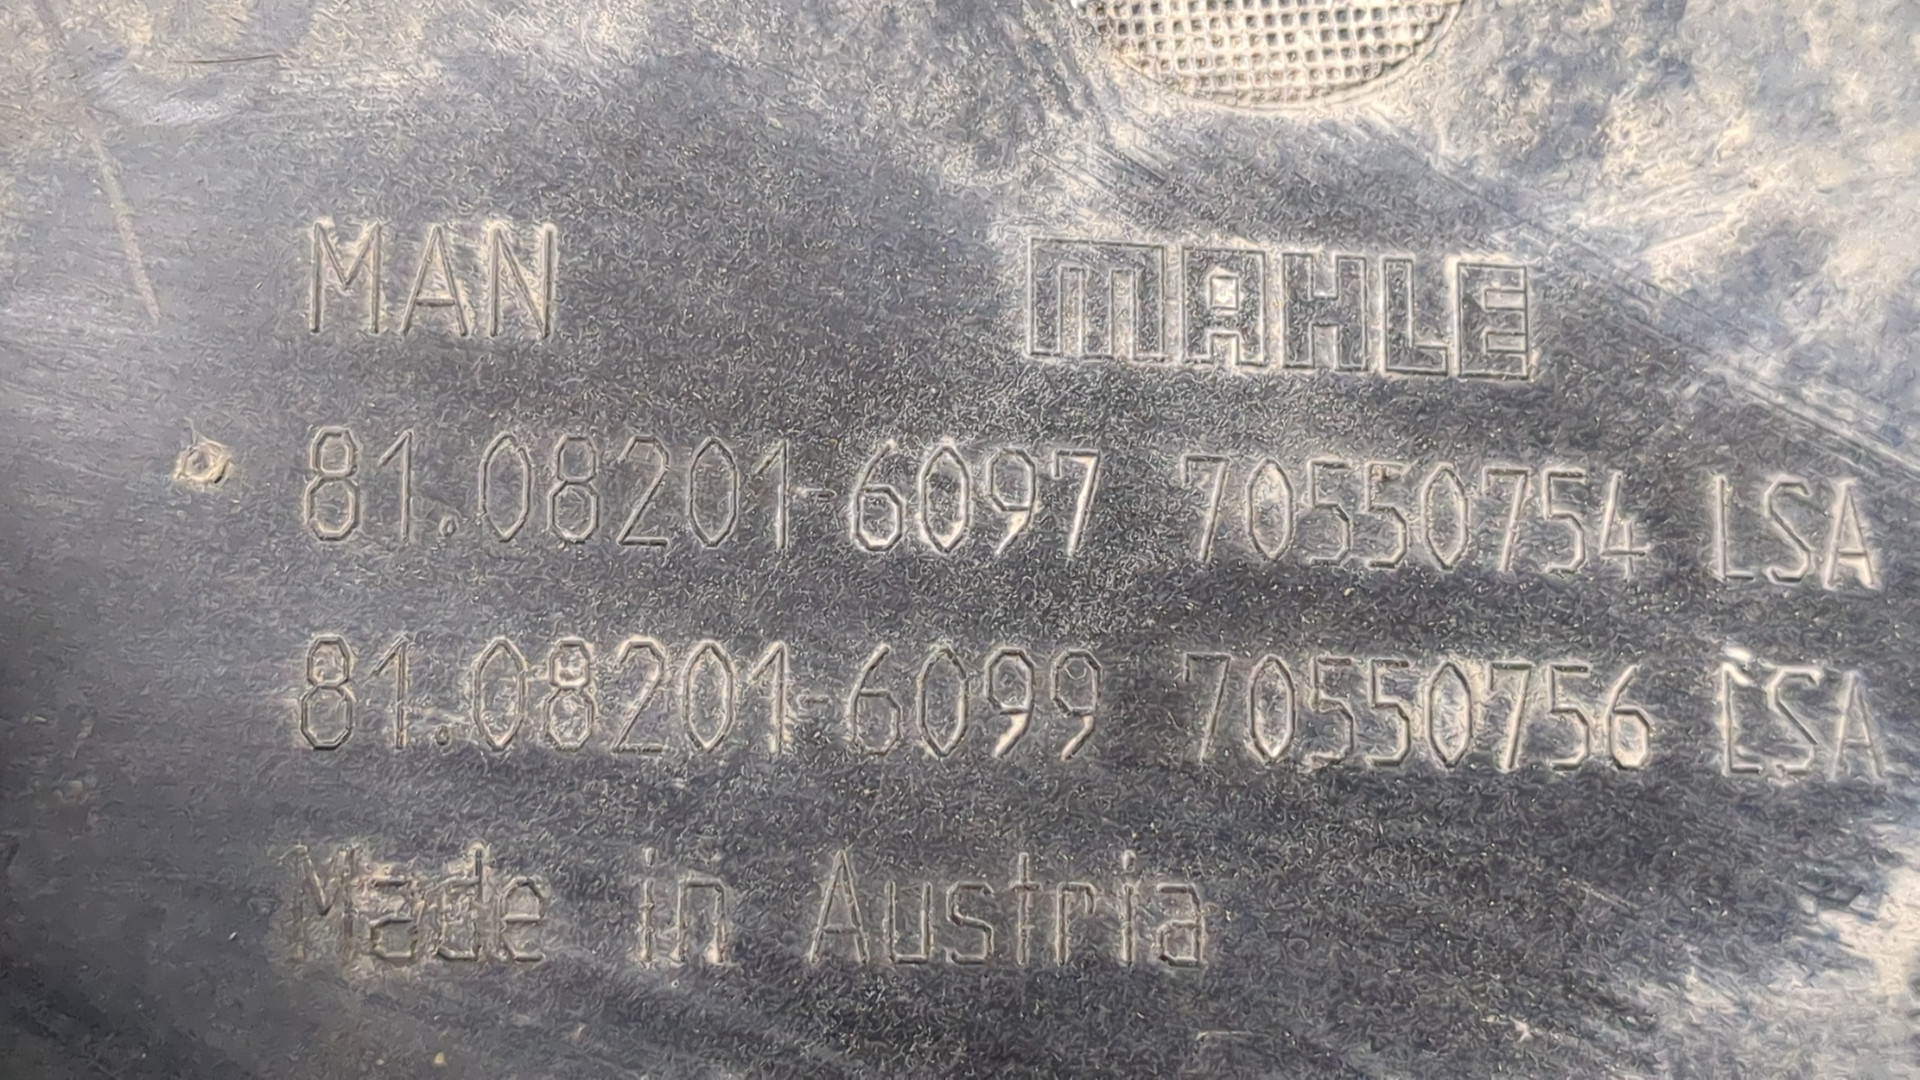 MAN MAHLE
81.08201-6097 70550754 LSA
81.08201-6099 70550756 LSA
Made in Austria